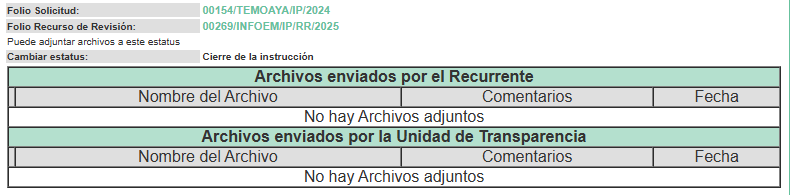 Folio Solicitud: 00154/TEMOAYA/IP/2024
Folio Recurso de Revisión: 00269/INFOEM/IP/RR/2025
Puede adjuntar archivos a este estatus
Cambiar estatus: Cierre de la instrucción
Archivos enviados por el Recurrente
Nombre del Archivo Comentarios Fecha
No hay Archivos adjuntos
Archivos enviados por la Unidad de Transparencia
Nombre del Archivo Comentarios Fecha
No hay Archivos adjuntos